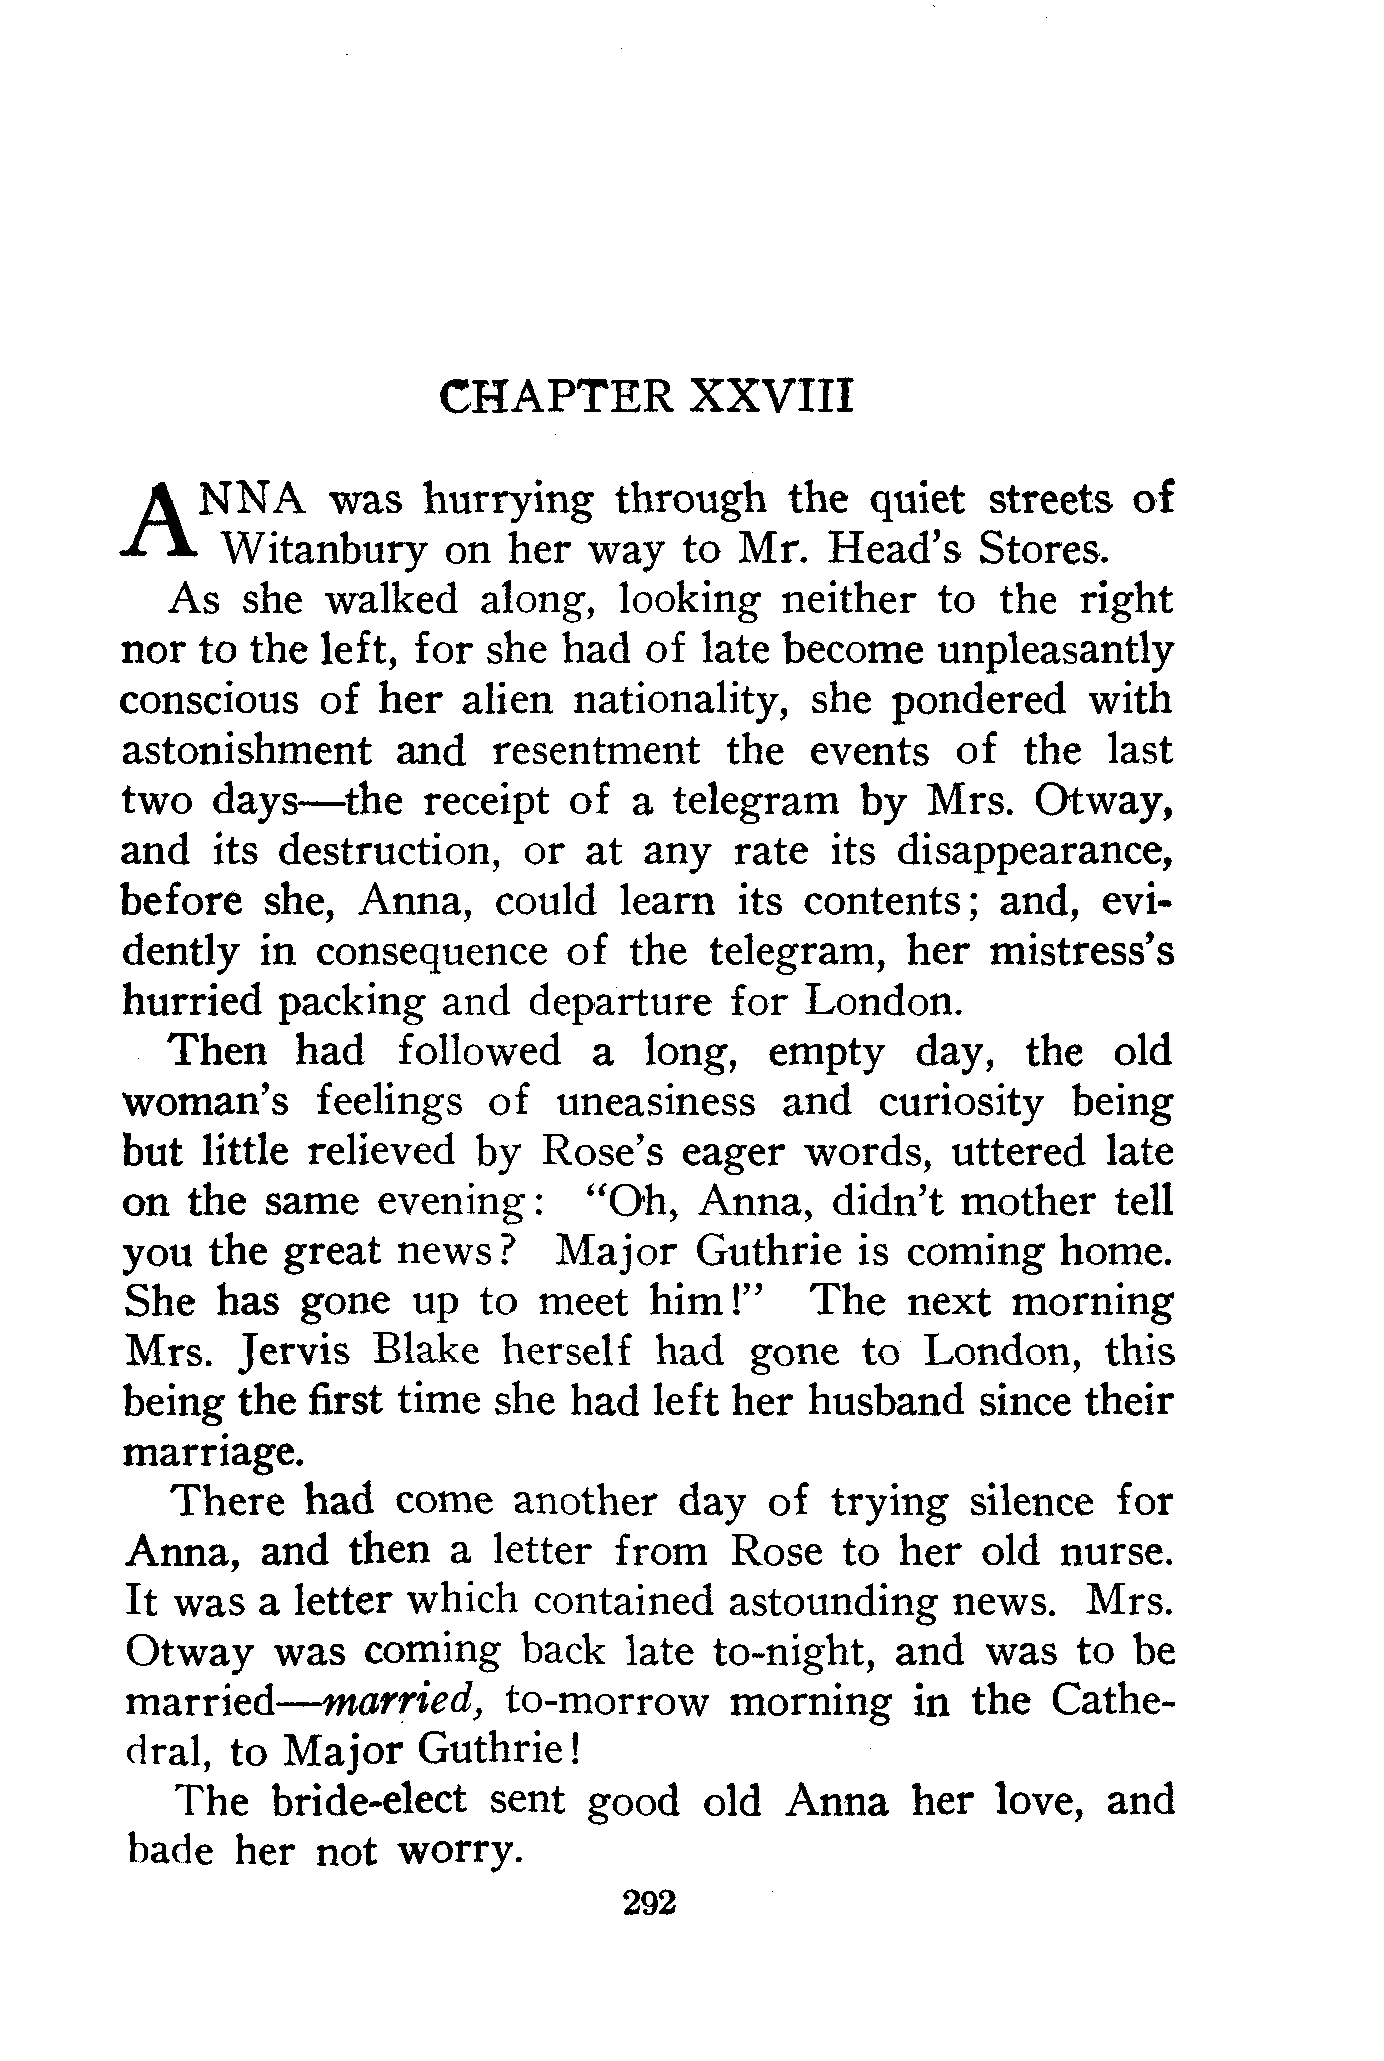 CHAPTER XXVIII
ANNA was hurrying through the quiet streets of
Witanbury on her way to Mr. Head's Stores.
As she walked along, looking neither to the right
nor to the left, for she had of late become unpleasantly
conscious of her alien nationality, she pondered with
astonishment and resentment the events of the last
two days—the receipt of a telegram by Mrs. Otway,
and its destruction, or at any rate its disappearance,
before she, Anna, could learn its contents; and, evi-
dently in consequence of the telegram, her mistress's
hurried packing and departure for London.
Then had followed a long, empty day, the old
woman's feelings of uneasiness and curiosity being
but little relieved by Rose's eager words, uttered late
on the same evening: "Oh, Anna, didn't mother tell
you the great news? Major Guthrie is coming home.
She has gone up to meet him!" The next morning
Mrs. Jervis Blake herself had gone to London, this
being the first time she had left her husband since their
marriage.
There had come another day of trying silence for
Anna, and then a letter from Rose to her old nurse.
It was a letter which contained astounding news. Mrs.
Otway was coming back late to-night, and was to be
married—married, to-morrow morning in the Cathe-
dral, to Major Guthrie!
The bride-elect sent good old Anna her love, and
bade her not worry.
292